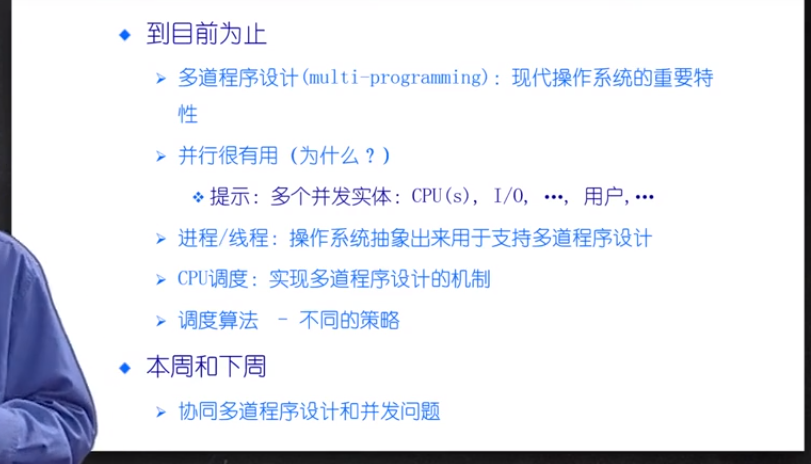 到目前为止
多道程序设计(multi-programming)：现代操作系统的重要特
性
并行很有用（为什么？）
提示：多个并发实体：CPU(s), I/O, …, 用户,…
进程/线程：操作系统抽象出来用于支持多道程序设计
CPU调度：实现多道程序设计的机制
调度算法 - 不同的策略
本周和下周
协同多道程序设计和并发问题